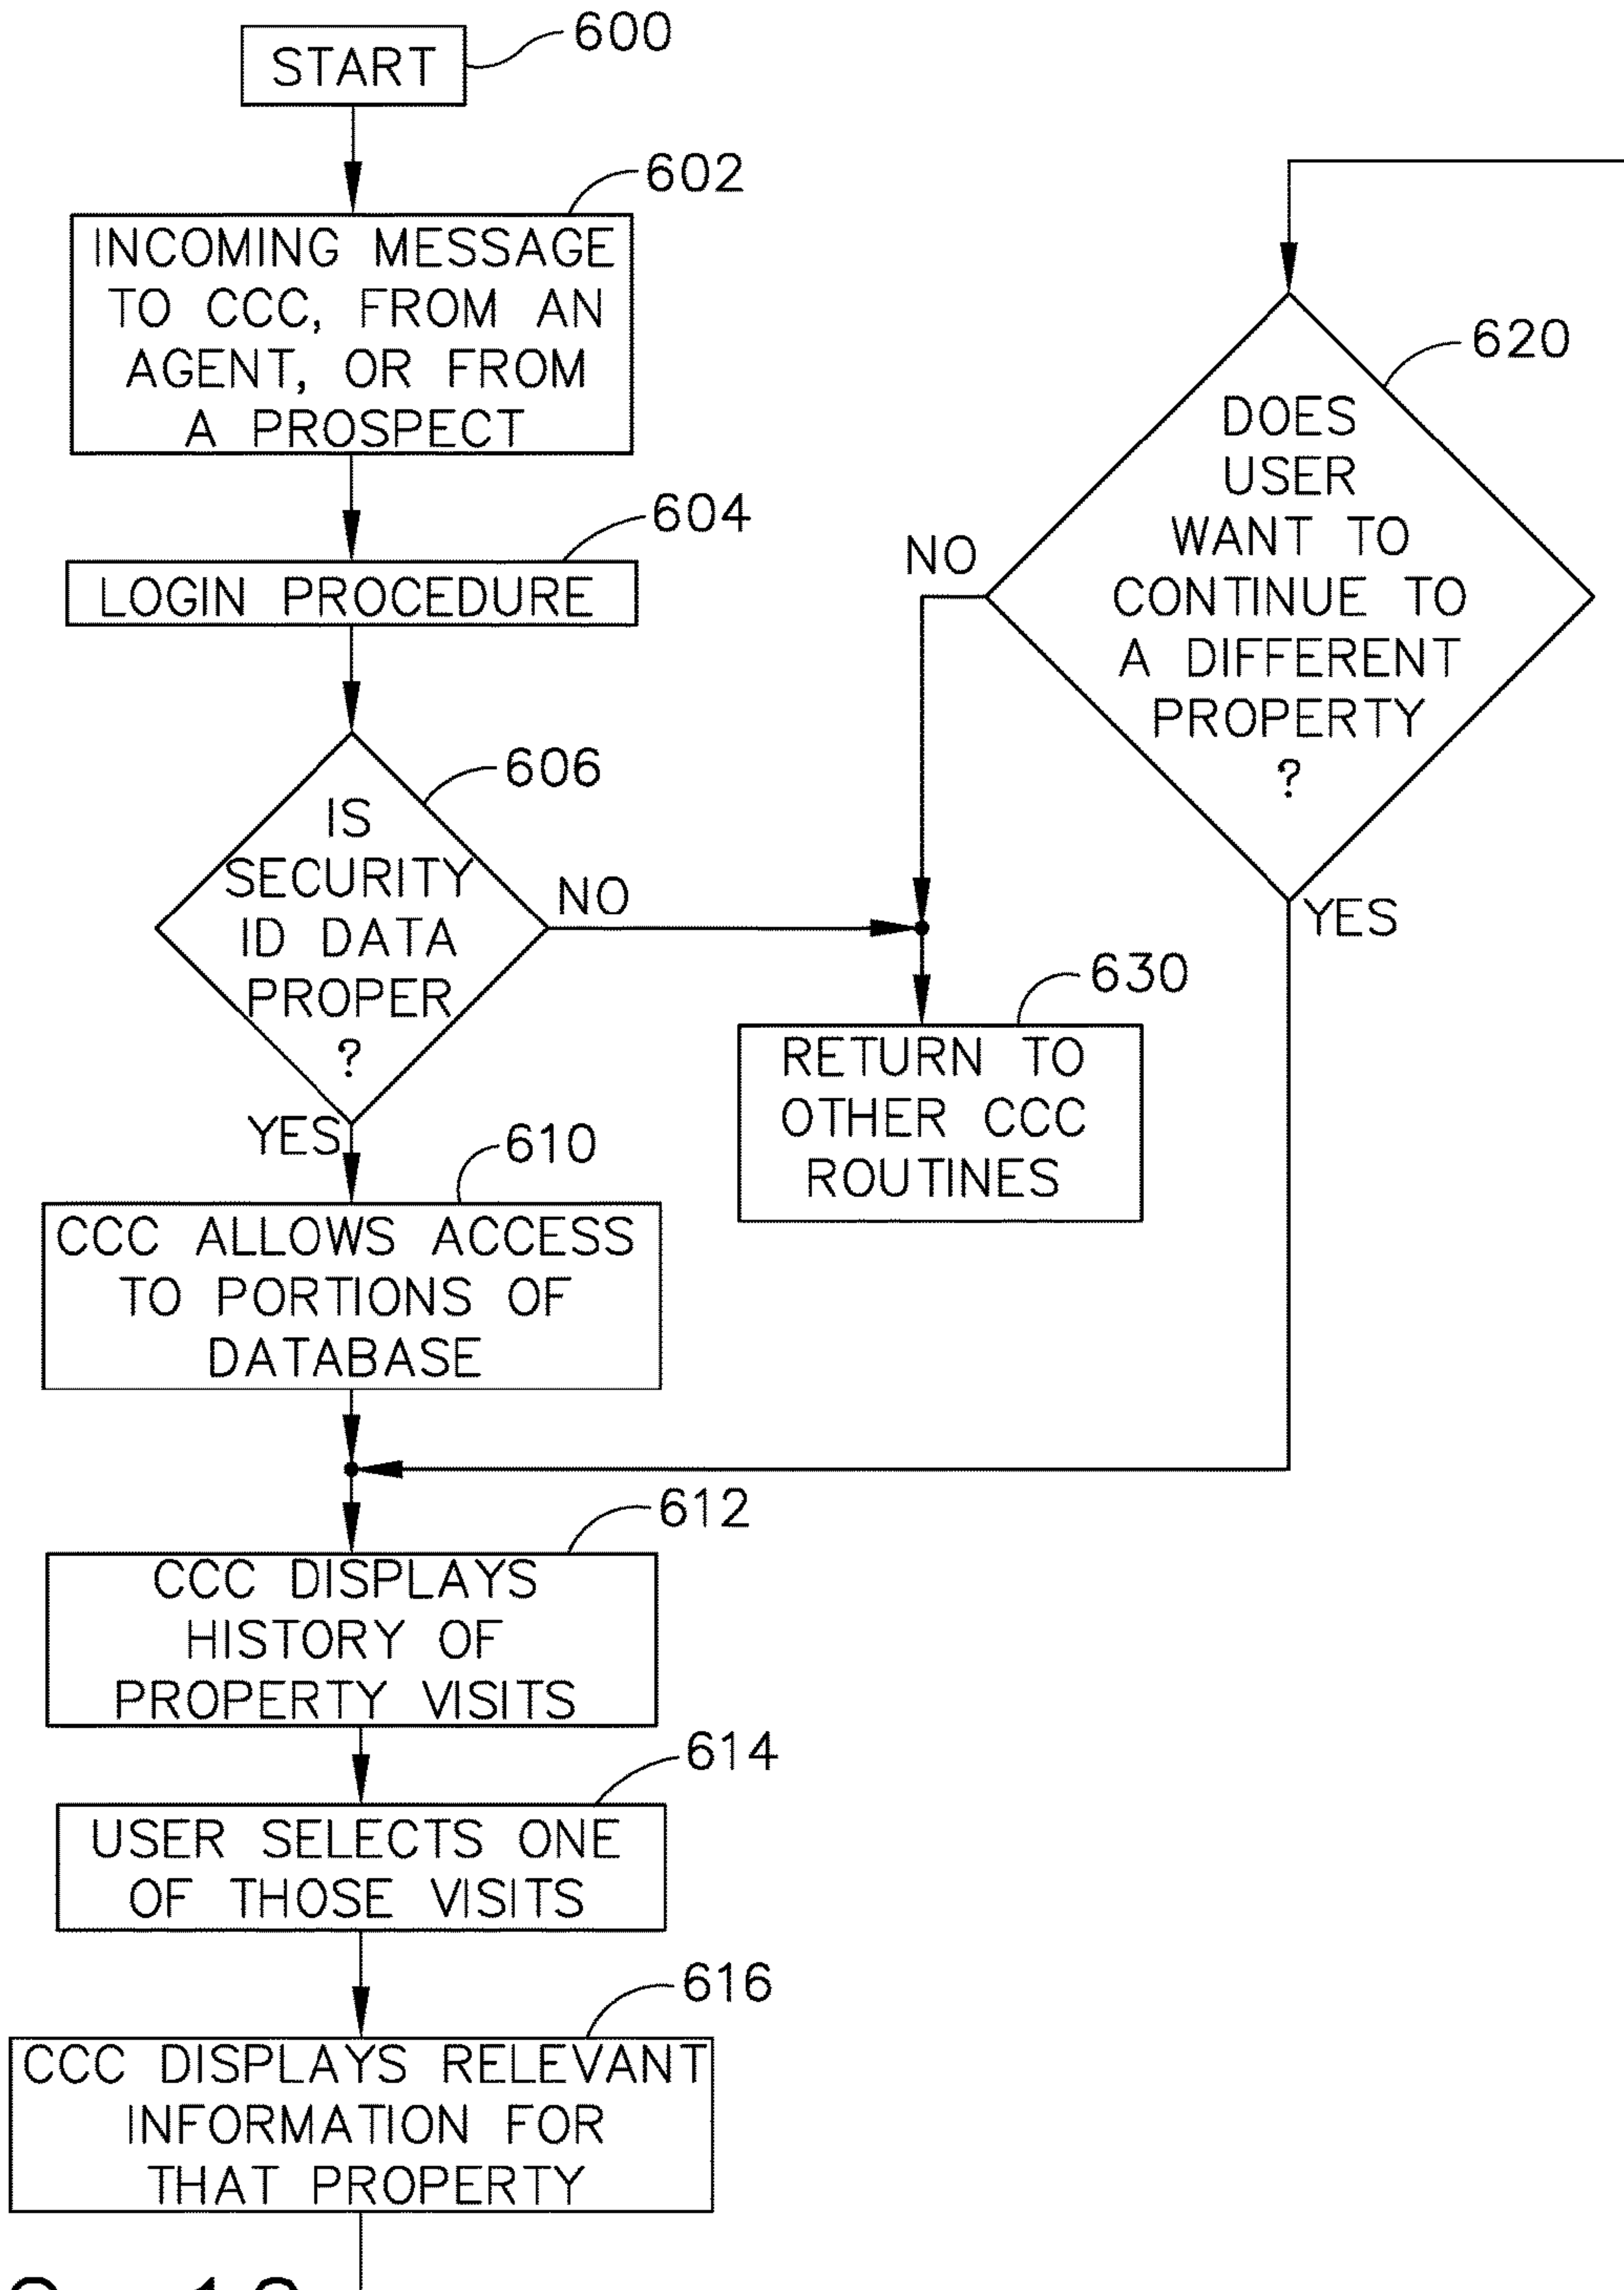 START
600
602
INCOMING MESSAGE
TO CCC, FROM AN
AGENT, OR FROM
A PROSPECT
604
LOGIN PROCEDURE
606
IS
SECURITY
ID DATA
PROPER
?
NO
YES
610
CCC ALLOWS ACCESS
TO PORTIONS OF
DATABASE
612
CCC DISPLAYS
HISTORY OF
PROPERTY VISITS
614
USER SELECTS ONE
OF THOSE VISITS
616
CCC DISPLAYS RELEVANT
INFORMATION FOR
THAT PROPERTY
620
DOES
USER
WANT TO
CONTINUE TO
A DIFFERENT
PROPERTY
?
NO
YES
630
RETURN TO
OTHER CCC
ROUTINES